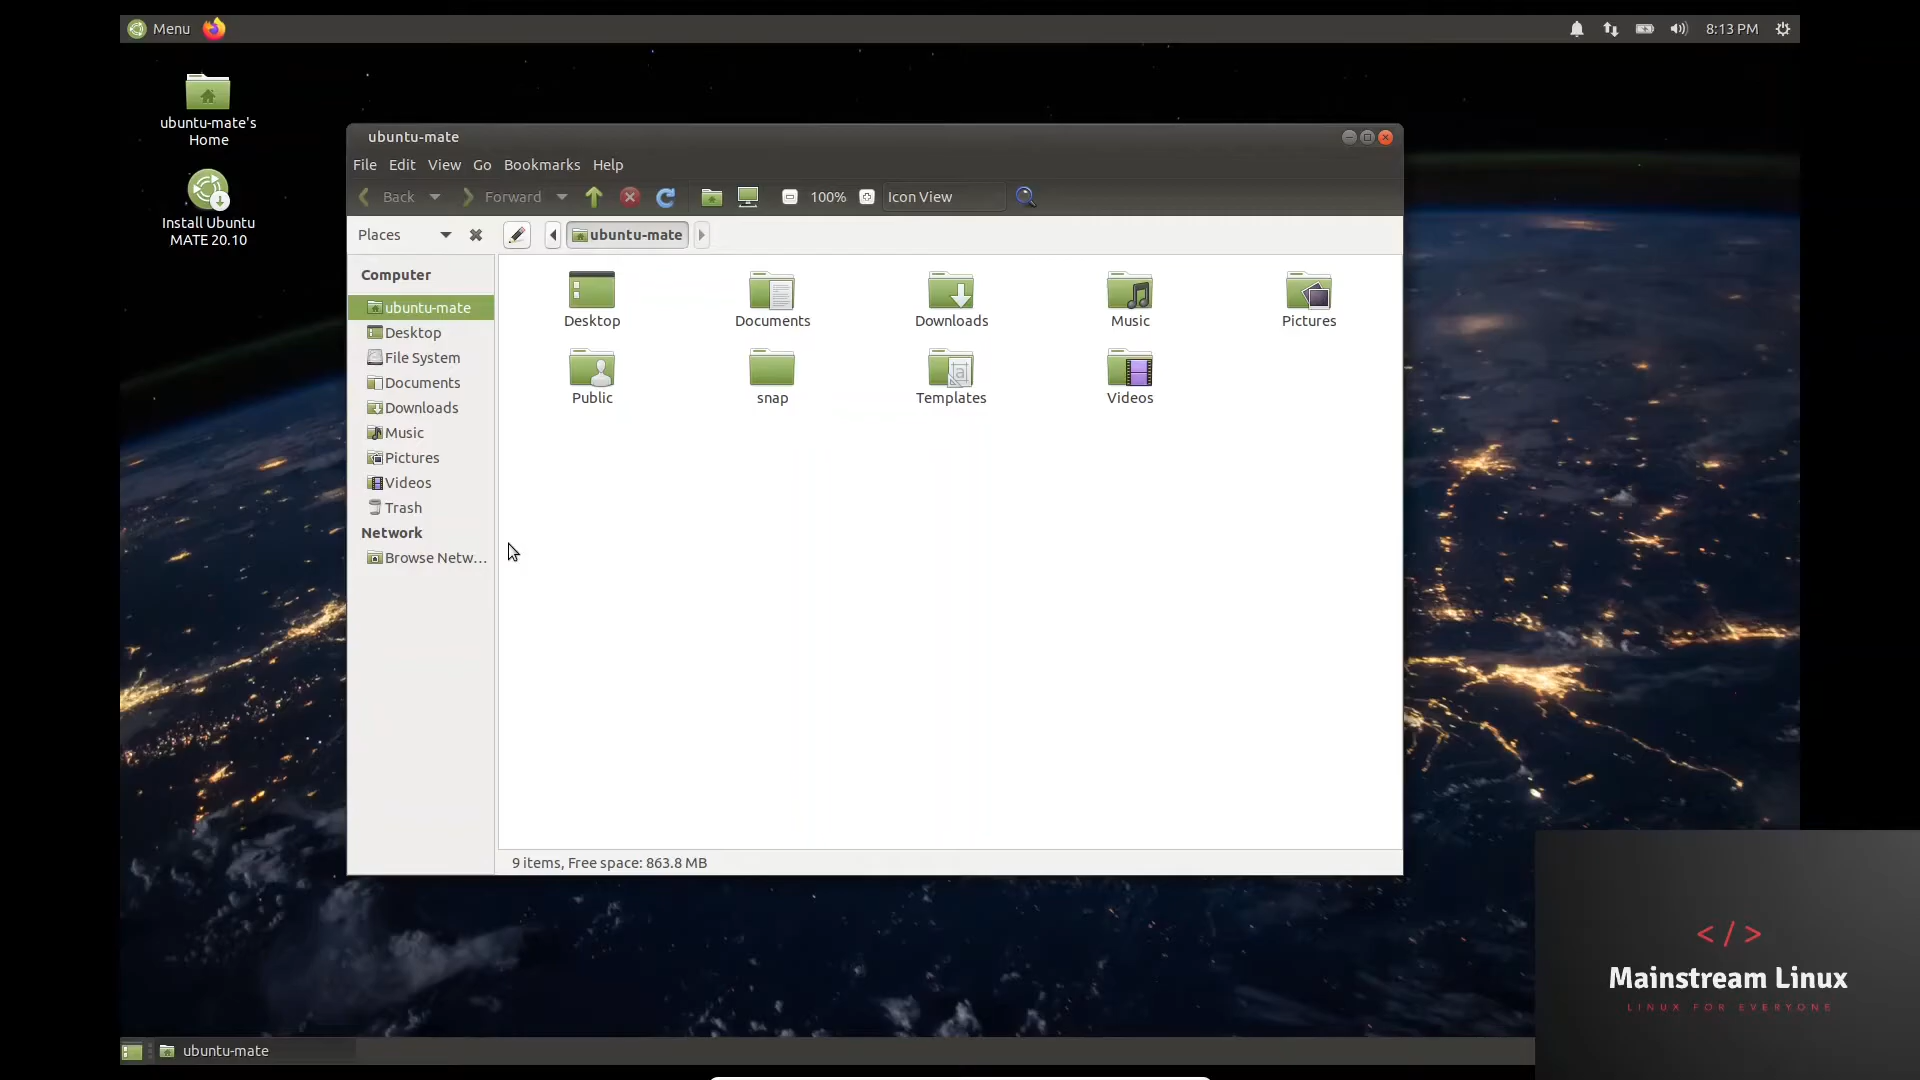 Menu
8:13 PM
ubuntu-mate's
Home
Install Ubuntu
MATE 20.10
ubuntu-mate
File Edit View Go Bookmarks Help
Back Forward 100% Icon View
Places ubuntu-mate
Computer
ubuntu-mate
Desktop
File System
Documents
Downloads
Music
Pictures
Videos
Trash
Network
Browse Netw...
Desktop Documents Downloads Music Pictures
Public snap Templates Videos
9 items, Free space: 863.8 MB
ubuntu-mate
</>
Mainstream Linux
LINUX FOR EVERYONE